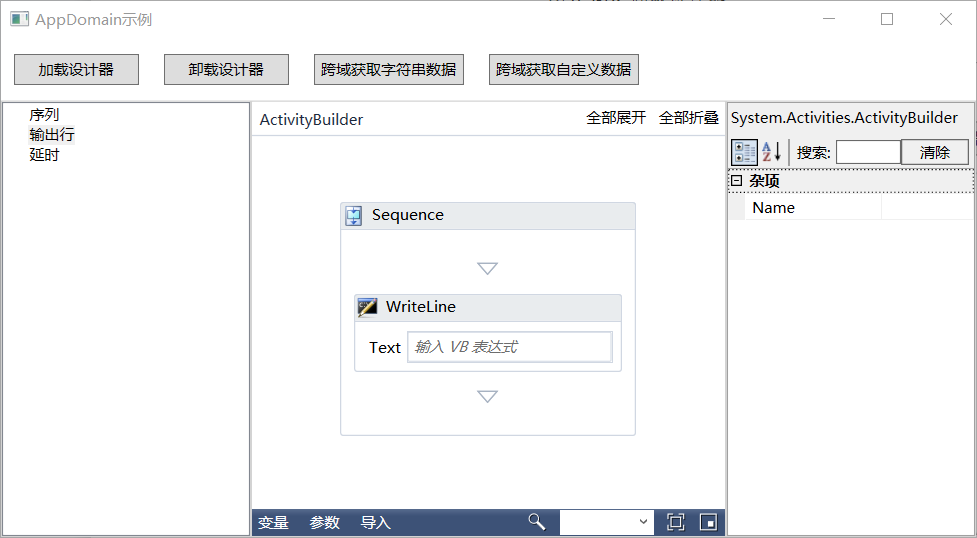 AppDomain示例
加载设计器 卸载设计器 跨域获取字符串数据 跨域获取自定义数据
序列
输出行
延时
ActivityBuilder 全部展开 全部折叠
Sequence
WriteLine
Text 输入 VB 表达式
变量 参数 导入
System.Activities.ActivityBuilder
搜索: 清除
杂项
Name